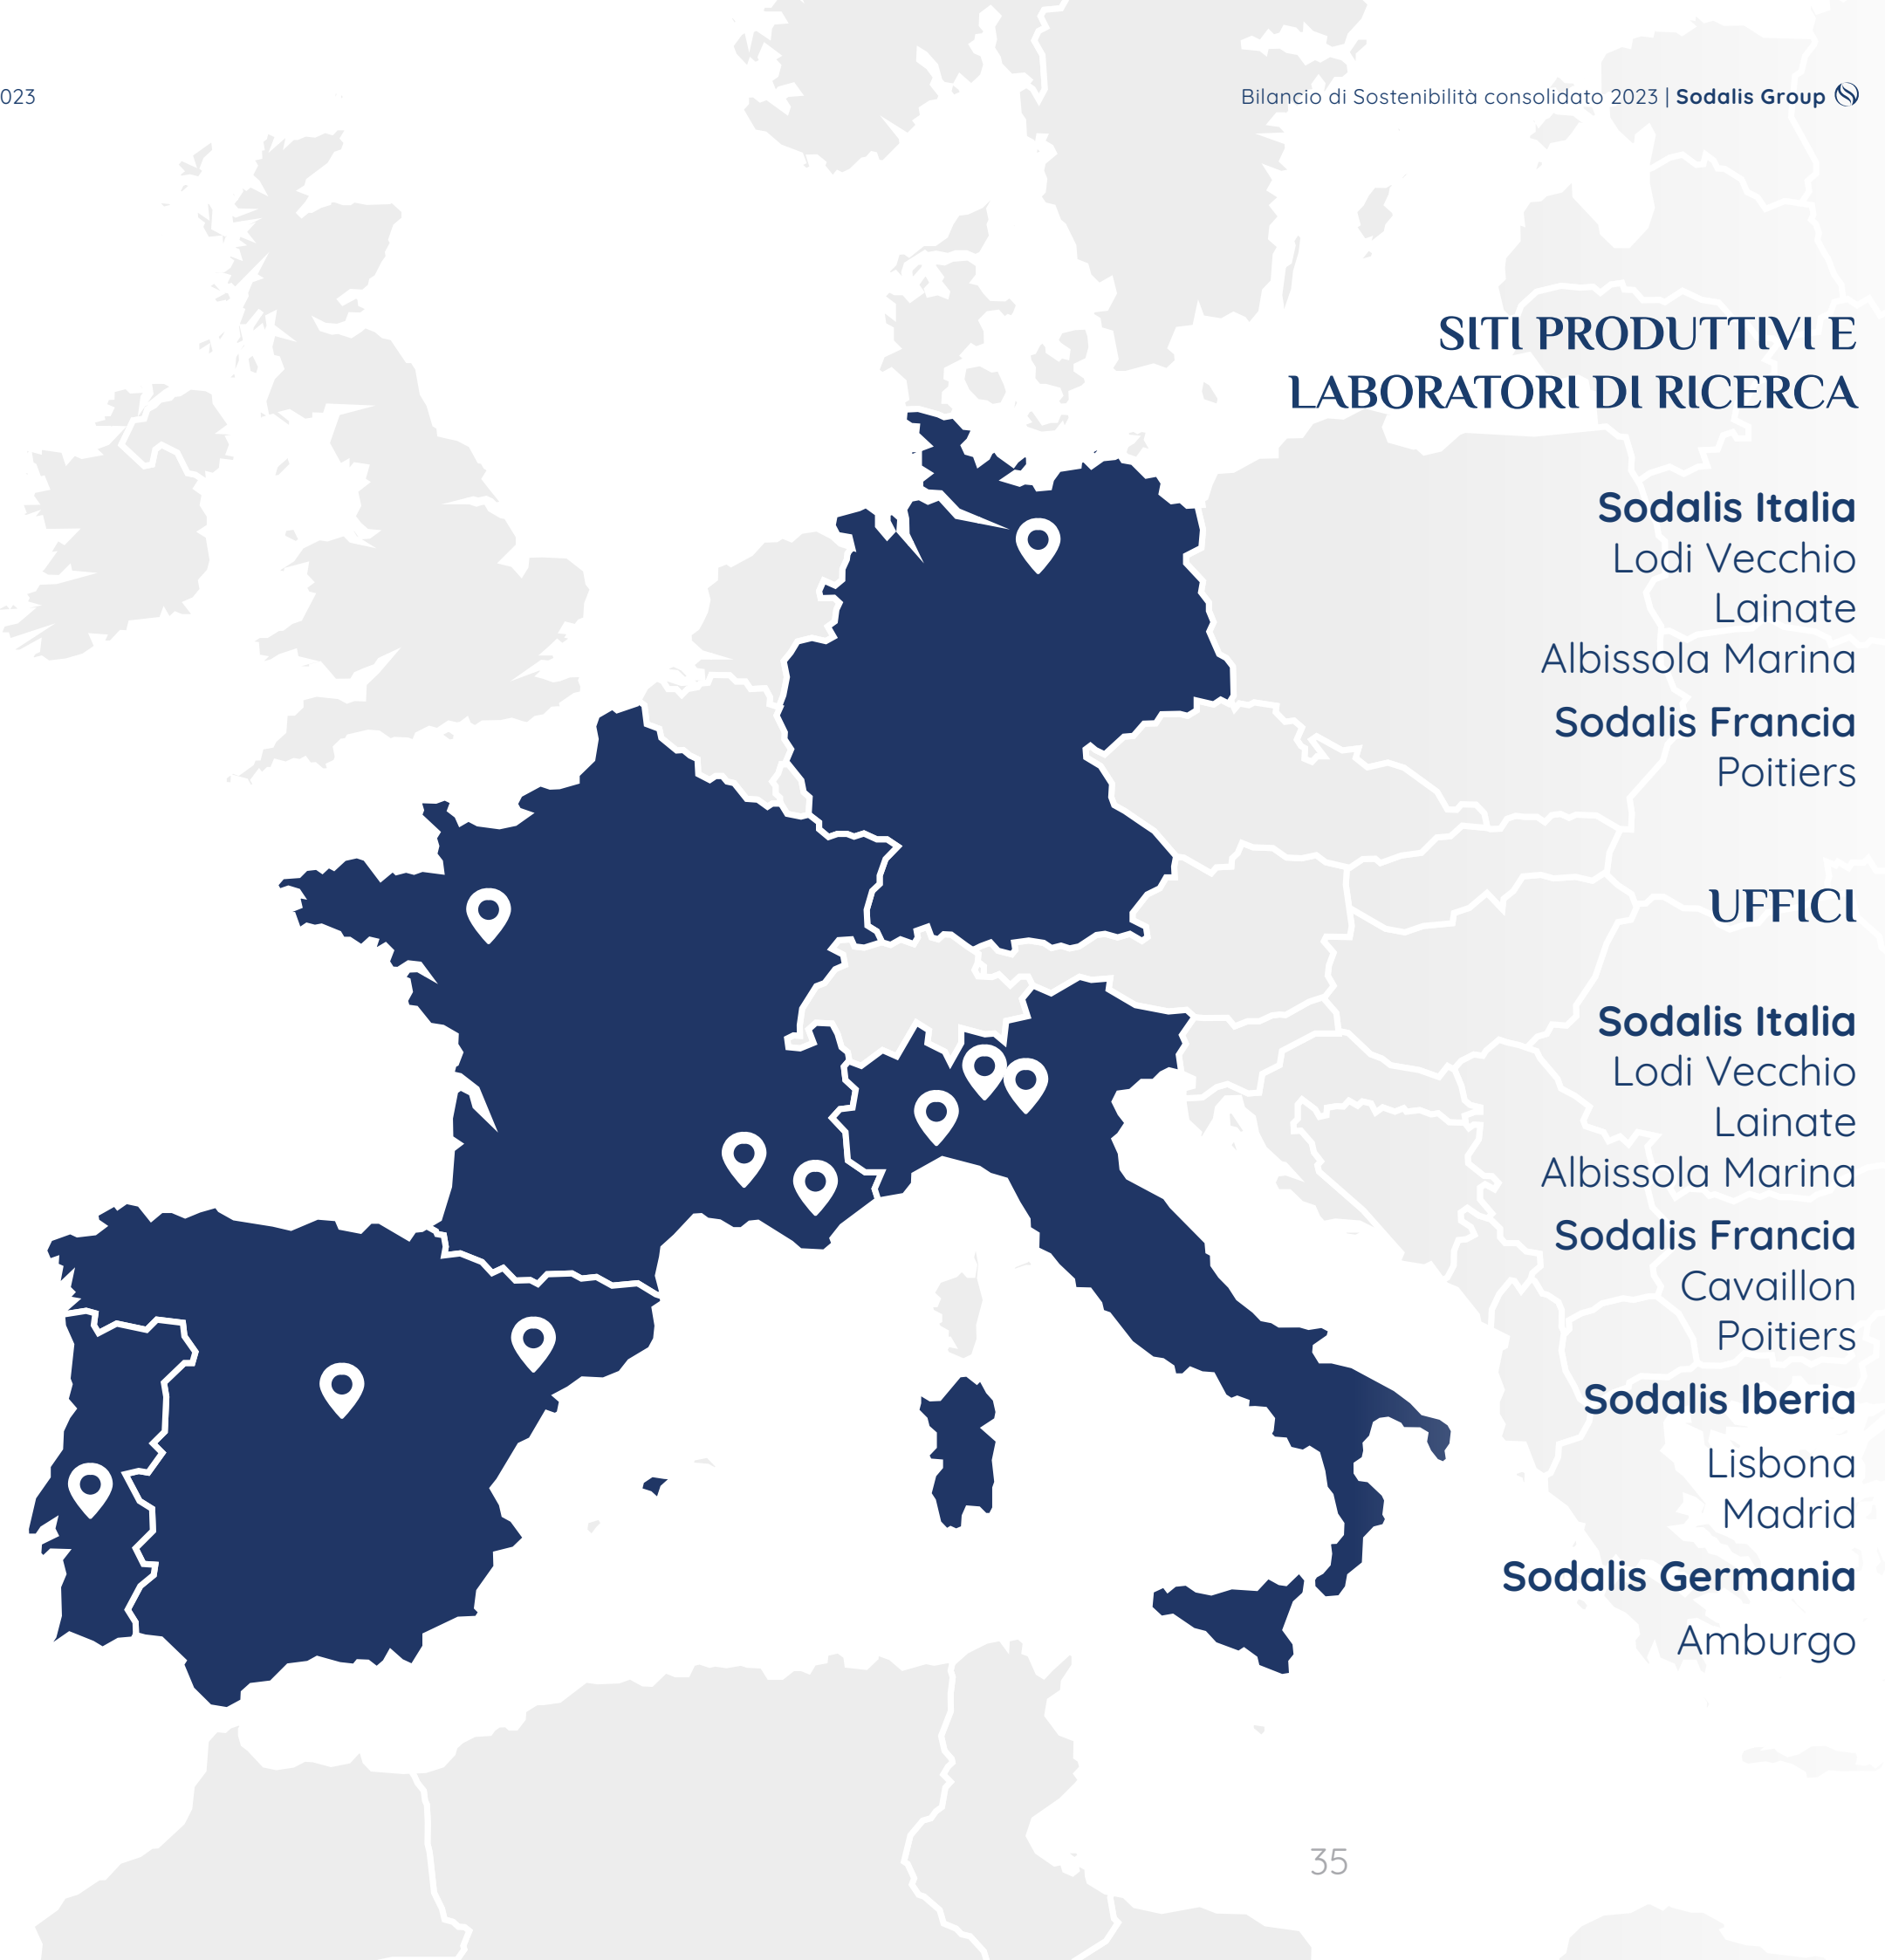 023
Bilancio di Sostenibilità consolidato 2023 | Sodalis Group
SITI PRODUTTIVI E
LABORATORI DI RICERCA
Sodalis Italia
Lodi Vecchio
Lainate
Albissola Marina
Sodalis Francia
Poitiers
UFFICI
Sodalis Italia
Lodi Vecchio
Lainate
Albissola Marina
Sodalis Francia
Cavaillon
Poitiers
Sodalis Iberia
Lisbona
Madrid
Sodalis Germania
Amburgo
35